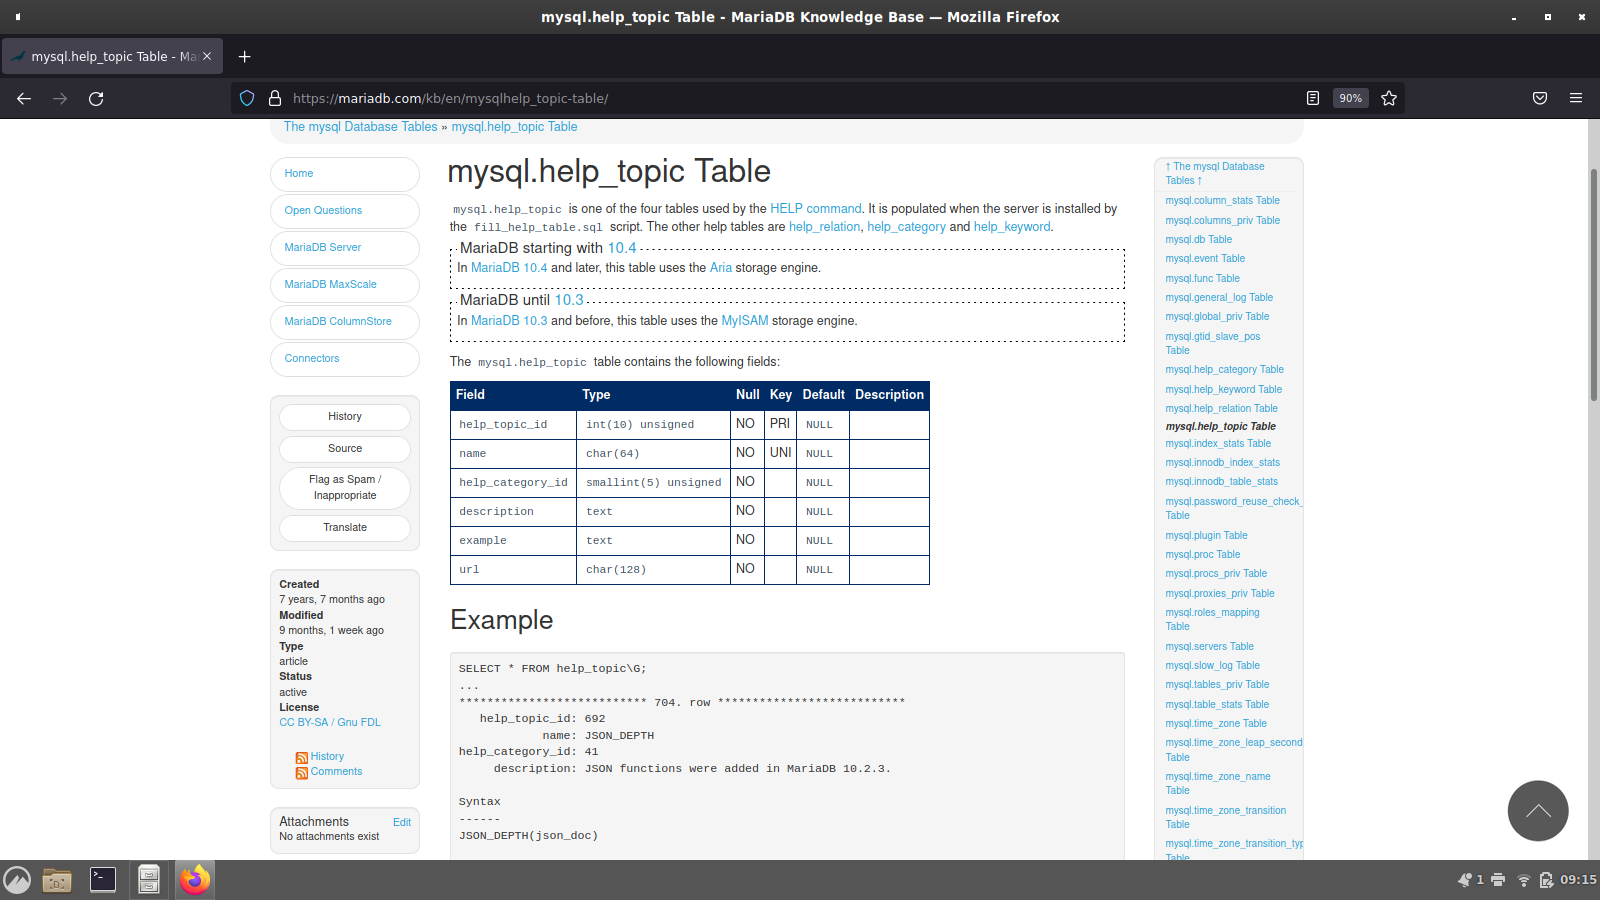 mysql.help_topic Table - MariaDB Knowledge Base — Mozilla Firefox
mysql.help_topic Table - Ma
https://mariadb.com/kb/en/mysqlhelp_topic-table/
90%
The mysql Database Tables » mysql.help_topic Table
Home
Open Questions
MariaDB Server
MariaDB MaxScale
MariaDB ColumnStore
Connectors
History
Source
Flag as Spam /
Inappropriate
Translate
Created
7 years, 7 months ago
Modified
9 months, 1 week ago
Type
article
Status
active
License
CC BY-SA / Gnu FDL
History
Comments
Attachments Edit
No attachments exist
mysql.help_topic Table
mysql.help_topic is one of the four tables used by the HELP command. It is populated when the server is installed by
the fill_help_table.sql script. The other help tables are help_relation, help_category and help_keyword.
MariaDB starting with 10.4
In MariaDB 10.4 and later, this table uses the Aria storage engine.
MariaDB until 10.3
In MariaDB 10.3 and before, this table uses the MyISAM storage engine.
The mysql.help_topic table contains the following fields:
Field Type Null Key Default Description
help_topic_id int(10) unsigned NO PRI NULL
name char(64) NO UNI NULL
help_category_id smallint(5) unsigned NO NULL
description text NO NULL
example text NO NULL
url char(128) NO NULL
Example
SELECT * FROM help_topic\G;
...
*************************** 704. row ***************************
help_topic_id: 692
name: JSON_DEPTH
help_category_id: 41
description: JSON functions were added in MariaDB 10.2.3.
Syntax
------
JSON_DEPTH(json_doc)
↑ The mysql Database
Tables ↑
mysql.column_stats Table
mysql.columns_priv Table
mysql.db Table
mysql.event Table
mysql.func Table
mysql.general_log Table
mysql.global_priv Table
mysql.gtid_slave_pos
Table
mysql.help_category Table
mysql.help_keyword Table
mysql.help_relation Table
mysql.help_topic Table
mysql.index_stats Table
mysql.innodb_index_stats
mysql.innodb_table_stats
mysql.password_reuse_check_
Table
mysql.plugin Table
mysql.proc Table
mysql.procs_priv Table
mysql.proxies_priv Table
mysql.roles_mapping
Table
mysql.servers Table
mysql.slow_log Table
mysql.tables_priv Table
mysql.table_stats Table
mysql.time_zone Table
mysql.time_zone_leap_second
Table
mysql.time_zone_name
Table
mysql.time_zone_transition
Table
mysql.time_zone_transition_typ
Table
1 09:15